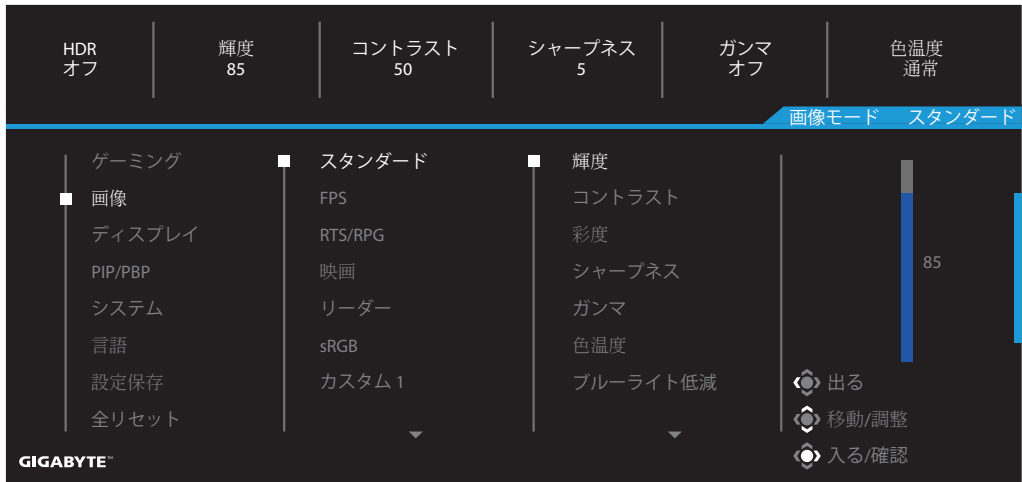 HDR
オフ
輝度
85
コントラスト
50
シャープネス
5
ガンマ
オフ
色温度
通常
画像モード スタンダード
ゲーミング
画像
ディスプレイ
PIP/PBP
システム
言語
設定保存
全リセット
スタンダード
FPS
RTS/RPG
映画
リーダー
sRGB
カスタム 1
輝度
コントラスト
彩度
シャープネス
ガンマ
色温度
ブルーライト低減
85
出る
移動/調整
入る/確認
GIGABYTE™